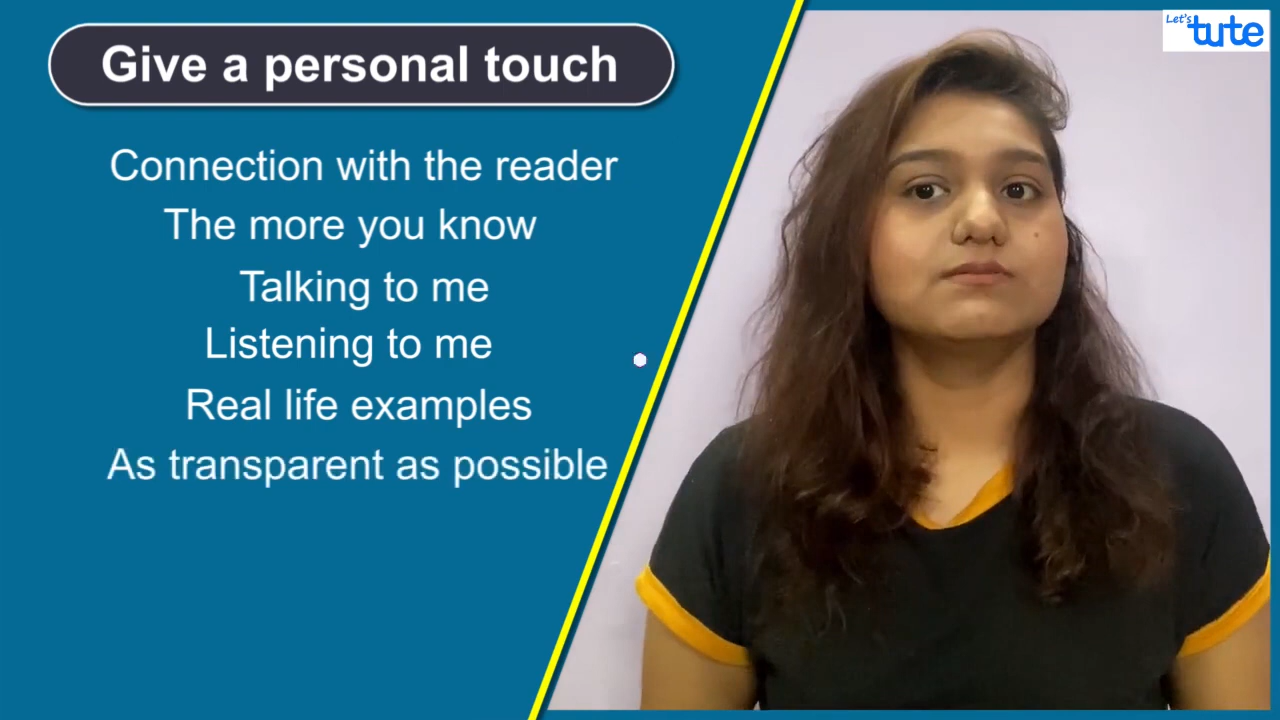 Give a personal touch
Connection with the reader
The more you know
Talking to me
Listening to me
Real life examples
As transparent as possible
Let's
tute